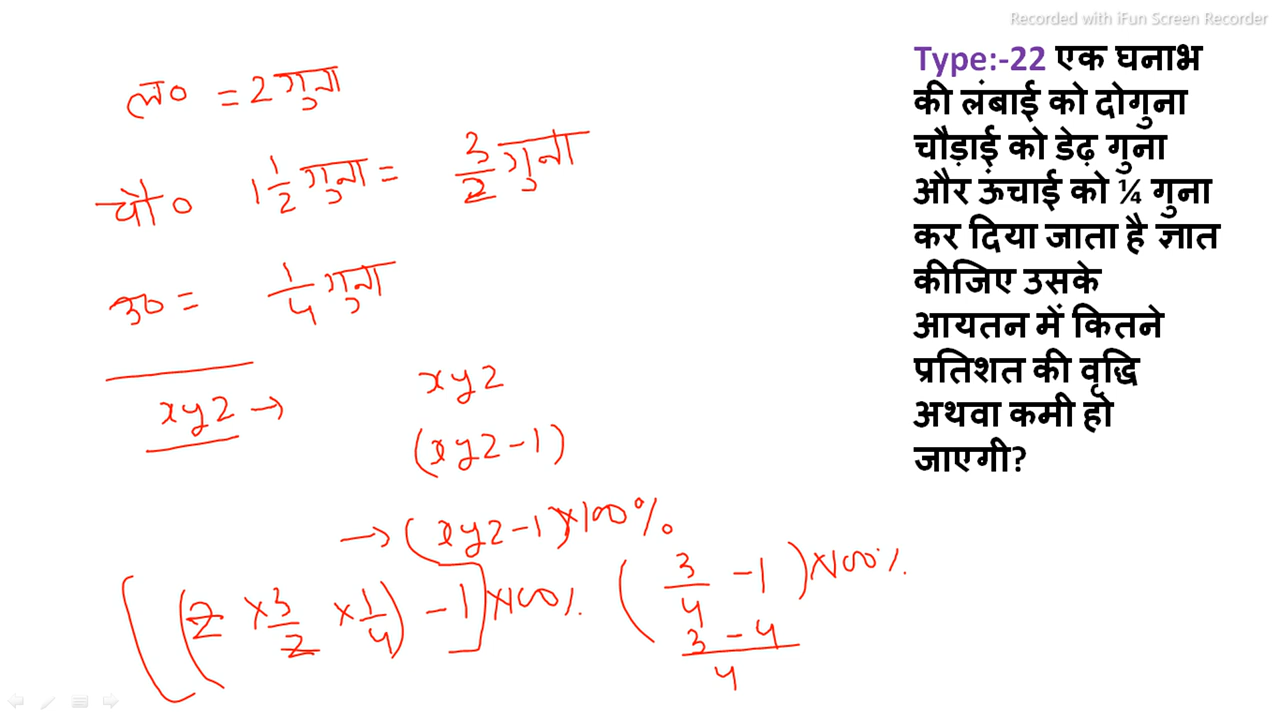 Recorded with iFun Screen Recorder
Type:-22 एक घनाभ
की लंबाई को दोगुना
चौड़ाई को डेढ़ गुना
और ऊंचाई को ¼ गुना
कर दिया जाता है ज्ञात
कीजिए उसके
आयतन में कितने
प्रतिशत की वृद्धि
अथवा कमी हो
जाएगी?
ल० = 2 गुना
चौ० 1 1/2 गुना = 3/2 गुना
ऊ० = 1/4 गुना
xyz →
xyz
(xyz-1)
→ (xyz-1)×100%
[(2 ×3/2 ×1/4) -1]×100%
(3/4 -1)×100%
3-4/4